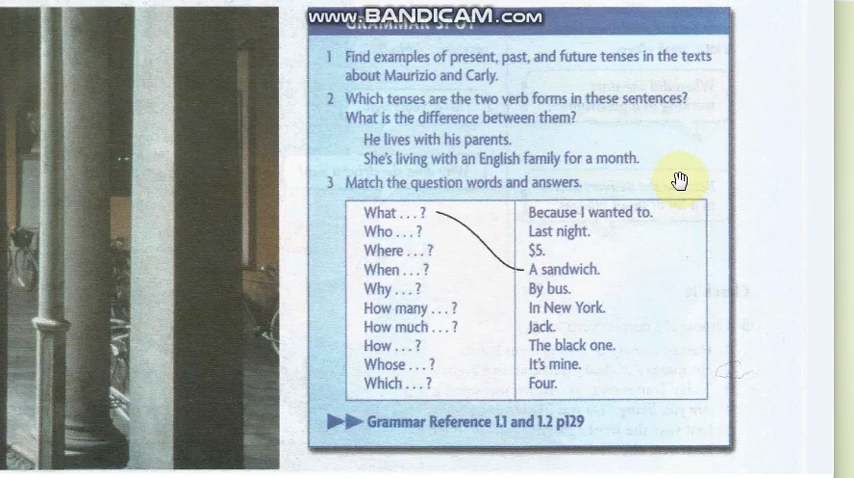 www.BANDICAM.com
GRAMMAR SPOT
1 Find examples of present, past, and future tenses in the texts
about Maurizio and Carly.
2 Which tenses are the two verb forms in these sentences?
What is the difference between them?
He lives with his parents.
She's living with an English family for a month.
3 Match the question words and answers.
What . . . ? Because I wanted to.
Who . . . ? Last night.
Where . . . ? $5.
When . . . ? A sandwich.
Why . . . ? By bus.
How many . . . ? In New York.
How much . . . ? Jack.
How . . . ? The black one.
Whose . . . ? It's mine.
Which . . . ? Four.
Grammar Reference 1.1 and 1.2 p129